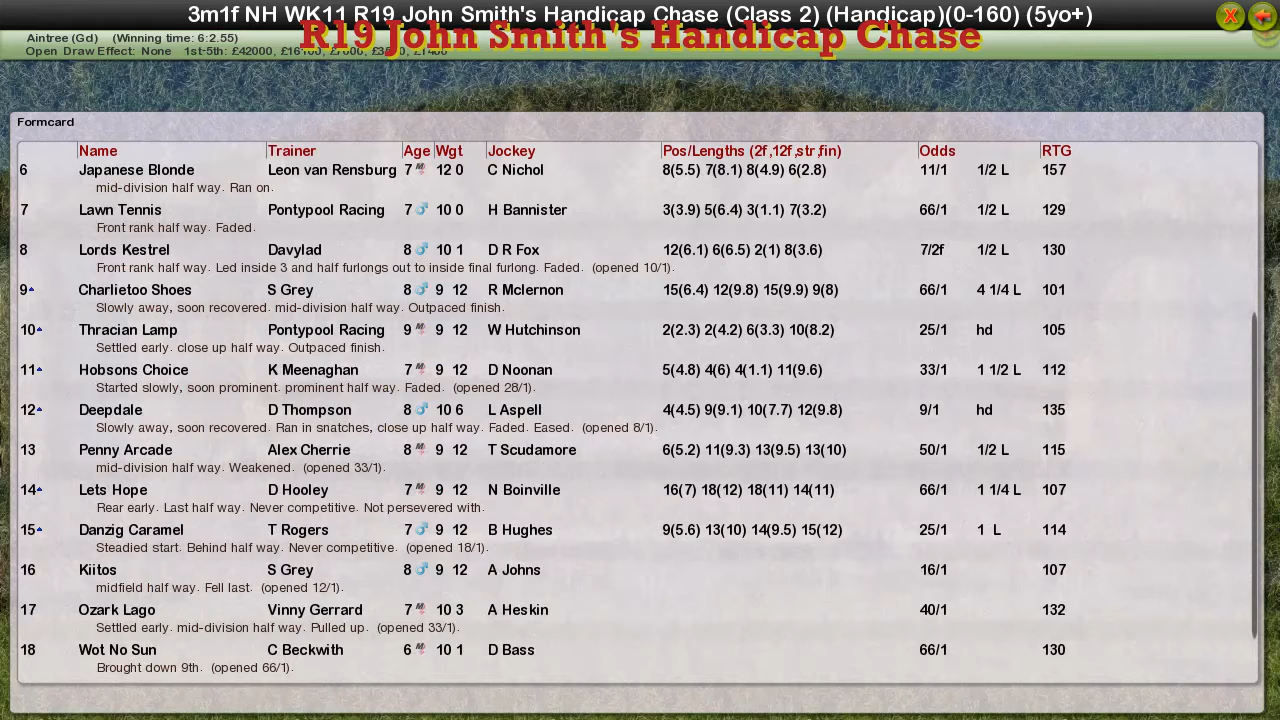 3m1f NH WK11 R19 John Smith's Handicap Chase (Class 2) (Handicap)(0-160) (5yo+)
R19 John Smith's Handicap Chase
Aintree (Gd) (Winning time: 6:2.55)
Open Draw Effect: None 1st-5th: £42000,
Formcard
Name Trainer Age Wgt Jockey Pos/Lengths (2f,12f,str,fin) Odds RTG
6 Japanese Blonde Leon van Rensburg 7 12 0 C Nichol 8(5.5) 7(8.1) 8(4.9) 6(2.8) 11/1 1/2 L 157
mid-division half way. Ran on.
7 Lawn Tennis Pontypool Racing 7 10 0 H Bannister 3(3.9) 5(6.4) 3(1.1) 7(3.2) 66/1 1/2 L 129
Front rank half way. Faded.
8 Lords Kestrel Davylad 8 10 1 D R Fox 12(6.1) 6(6.5) 2(1) 8(3.6) 7/2f 1/2 L 130
Front rank half way. Led inside 3 and half furlongs out to inside final furlong. Faded. (opened 10/1).
9 Charlietoo Shoes S Grey 8 9 12 R McIernon 15(6.4) 12(9.8) 15(9.9) 9(8) 66/1 4 1/4 L 101
Slowly away, soon recovered. mid-division half way. Outpaced finish.
10 Thracian Lamp Pontypool Racing 9 9 12 W Hutchinson 2(2.3) 2(4.2) 6(3.3) 10(8.2) 25/1 hd 105
Settled early. close up half way. Outpaced finish.
11 Hobsons Choice K Meenaghan 7 9 12 D Noonan 5(4.8) 4(6) 4(1.1) 11(9.6) 33/1 1 1/2 L 112
Started slowly, soon prominent. prominent half way. Faded. (opened 28/1).
12 Deepdale D Thompson 8 10 6 L Aspell 4(4.5) 9(9.1) 10(7.7) 12(9.8) 9/1 hd 135
Slowly away, soon recovered. Ran in snatches, close up half way. Faded. Eased. (opened 8/1).
13 Penny Arcade Alex Cherrie 8 9 12 T Scudamore 6(5.2) 11(9.3) 13(9.5) 13(10) 50/1 1/2 L 115
mid-division half way. Weakened. (opened 33/1).
14 Lets Hope D Hooley 7 9 12 N Boinville 16(7) 18(12) 18(11) 14(11) 66/1 1 1/4 L 107
Rear early. Last half way. Never competitive. Not persevered with.
15 Danzig Caramel T Rogers 7 9 12 B Hughes 9(5.6) 13(10) 14(9.5) 15(12) 25/1 1 L 114
Steadied start. Behind half way. Never competitive. (opened 18/1).
16 Kiitos S Grey 8 9 12 A Johns 16/1 107
midfield half way. Fell last. (opened 12/1).
17 Ozark Lago Vinny Gerrard 7 10 3 A Heskin 40/1 132
Settled early. mid-division half way. Pulled up. (opened 33/1).
18 Wot No Sun C Beckwith 6 10 1 D Bass 66/1 130
Brought down 9th. (opened 66/1).